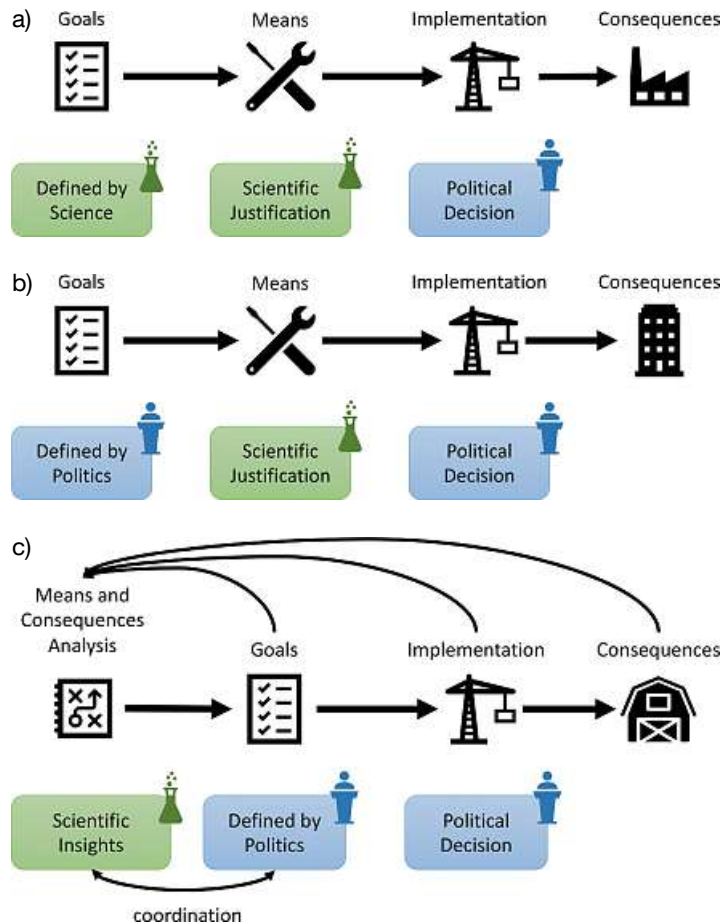 a)
Goals
Means
Implementation
Consequences
Defined by
Science
Scientific
Justification
Political
Decision
b)
Goals
Means
Implementation
Consequences
Defined by
Politics
Scientific
Justification
Political
Decision
c)
Means and
Consequences
Analysis
Goals
Implementation
Consequences
Scientific
Insights
Defined by
Politics
Political
Decision
coordination